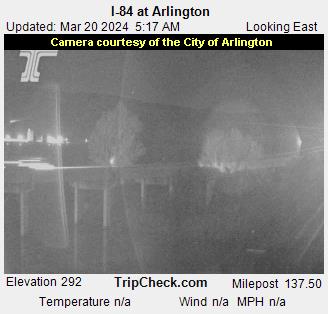 I-84 at Arlington
Updated: Mar 20 2024 5:17 AM Looking East
Camera courtesy of the City of Arlington
Elevation 292 TripCheck.com Milepost 137.50
Temperature n/a Wind n/a MPH n/a